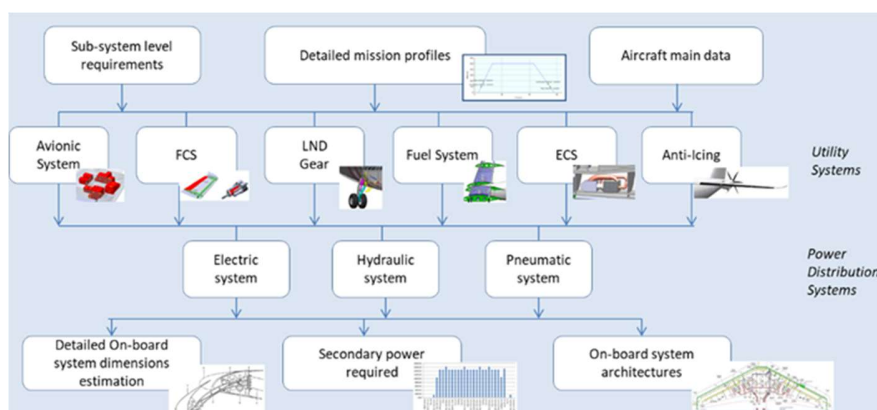 Sub-system level
requirements
Detailed mission profiles
Aircraft main data
Avionic
System
FCS
LND
Gear
Fuel System
ECS
Anti-Icing
Utility
Systems
Electric
system
Hydraulic
system
Pneumatic
system
Power
Distribution
Systems
Detailed On-board
system dimensions
estimation
Secondary power
required
On-board system
architectures